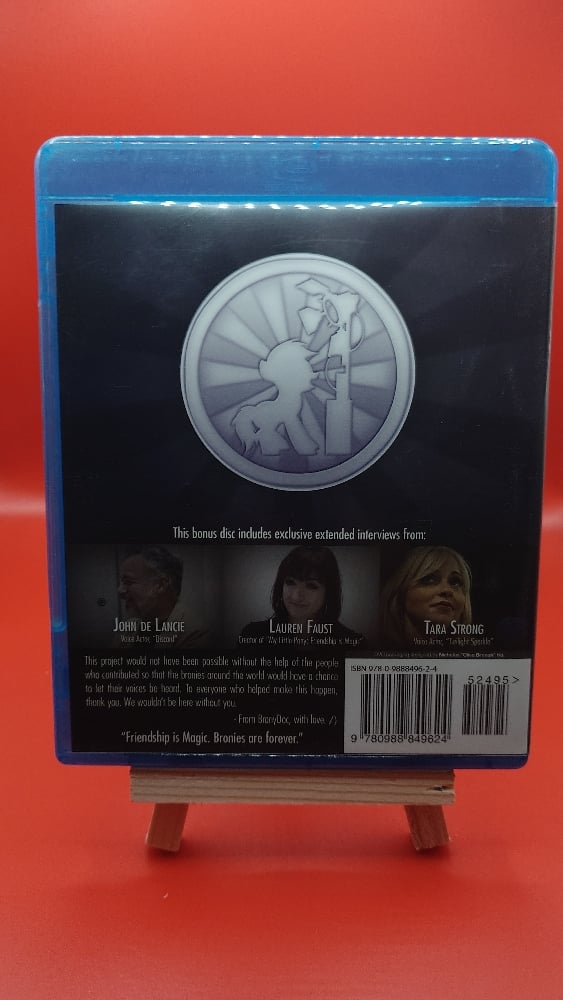 This bonus disc includes exclusive extended interviews from:
JOHN DE LANCIE
Voice Actor, "Discord"
LAUREN FAUST
Creator of "My Little Pony: Friendship is Magic"
TARA STRONG
Voice Actor, "Twilight Sparkle"
DVD packaging designed by Nicholas
This project would not have been possible without the help of the people
who contributed so that the bronies around the world would have a chance
to let their voices be heard. To everyone who helped make this happen,
thank you. We wouldn't be here without you.
- From BronyDoc, with love. /)
"Friendship is Magic. Bronies are forever."
ISBN 978-0-9888496-2-4
52495>
9 780988 849624